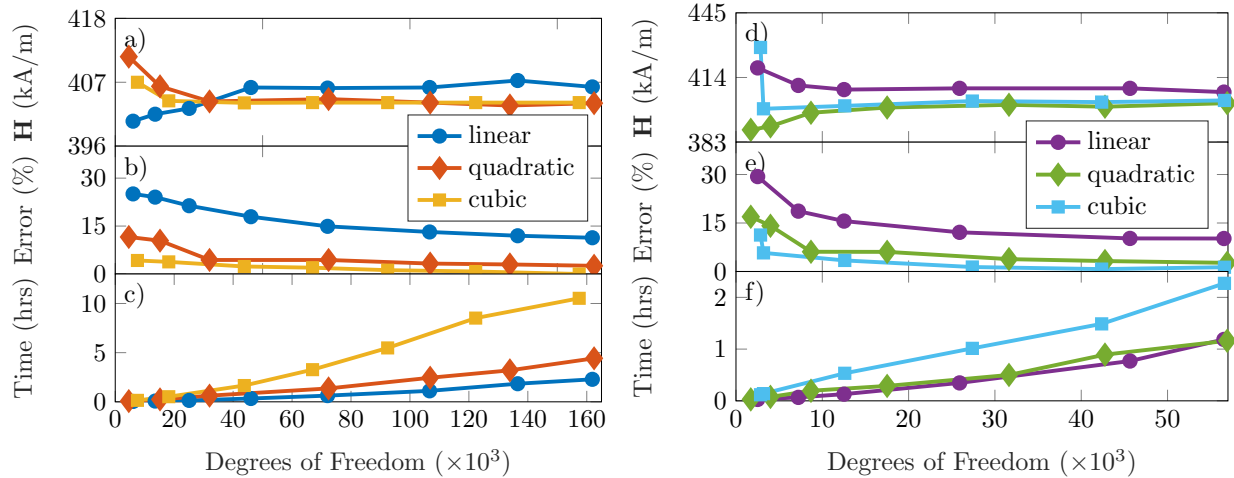 418
407
396
H (kA/m)
a)
linear
quadratic
cubic
30
15
0
Error (%)
b)
10
5
0
Time (hrs)
c)
0 20 40 60 80 100 120 140 160
Degrees of Freedom (×10³)
445
414
383
H (kA/m)
d)
linear
quadratic
cubic
30
15
0
Error (%)
e)
2
1
0
Time (hrs)
f)
0 10 20 30 40 50
Degrees of Freedom (×10³)